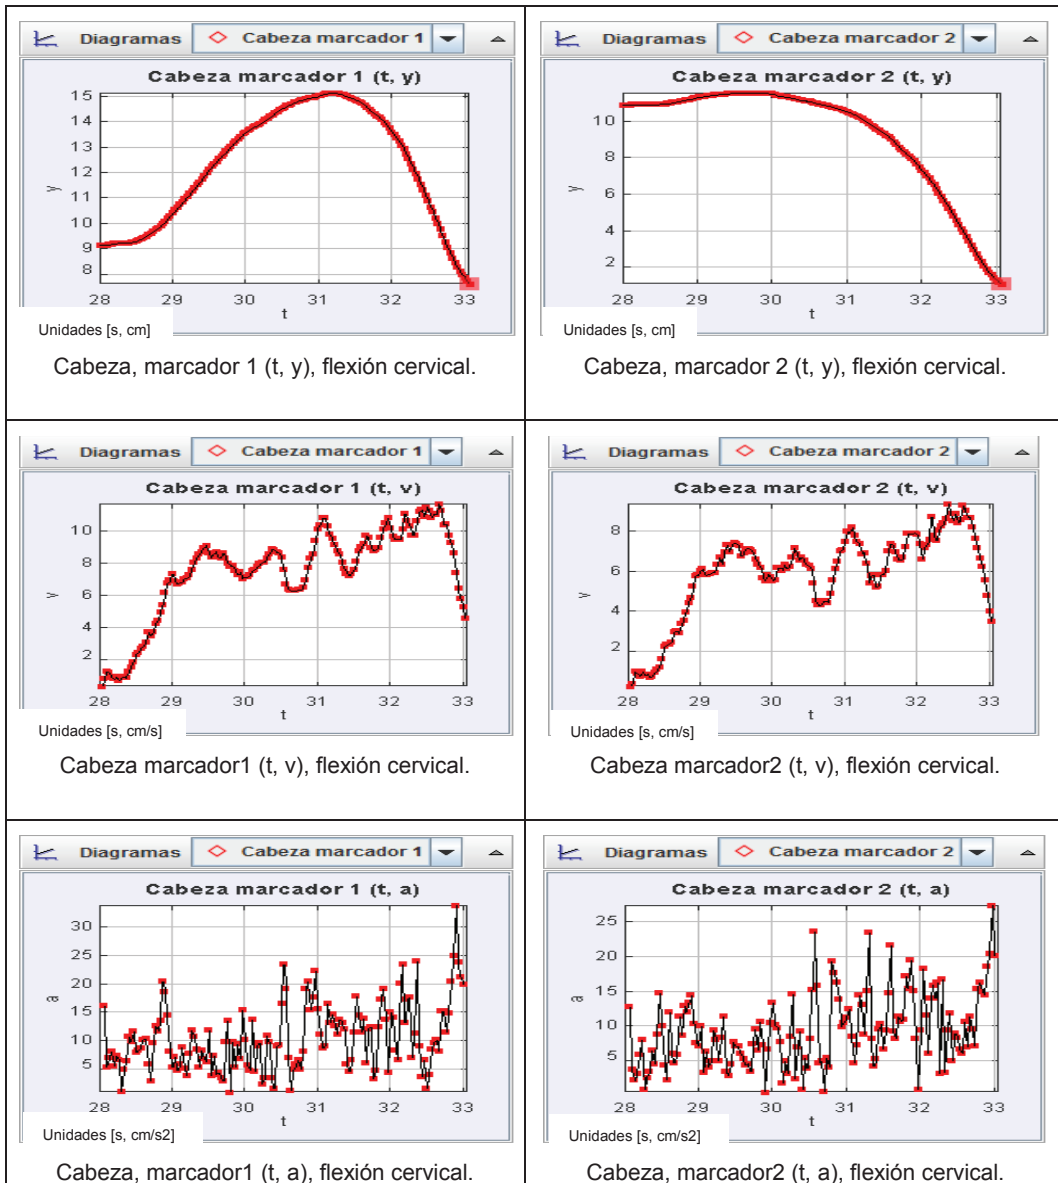 Diagramas Cabeza marcador 1
Cabeza marcador 1 (t, y)
15
14
13
12
11
10
9
8
y
28 29 30 31 32 33
t
Unidades [s, cm]
Cabeza, marcador 1 (t, y), flexión cervical.
Diagramas Cabeza marcador 2
Cabeza marcador 2 (t, y)
10
8
6
4
2
y
28 29 30 31 32 33
t
Unidades [s, cm]
Cabeza, marcador 2 (t, y), flexión cervical.
Diagramas Cabeza marcador 1
Cabeza marcador 1 (t, v)
10
8
6
4
2
v
28 29 30 31 32 33
t
Unidades [s, cm/s]
Cabeza marcador1 (t, v), flexión cervical.
Diagramas Cabeza marcador 2
Cabeza marcador 2 (t, v)
8
6
4
2
v
28 29 30 31 32 33
t
Unidades [s, cm/s]
Cabeza marcador2 (t, v), flexión cervical.
Diagramas Cabeza marcador 1
Cabeza marcador 1 (t, a)
30
25
20
15
10
5
a
28 29 30 31 32 33
t
Unidades [s, cm/s2]
Cabeza, marcador1 (t, a), flexión cervical.
Diagramas Cabeza marcador 2
Cabeza marcador 2 (t, a)
25
20
15
10
5
a
28 29 30 31 32 33
t
Unidades [s, cm/s2]
Cabeza, marcador2 (t, a), flexión cervical.